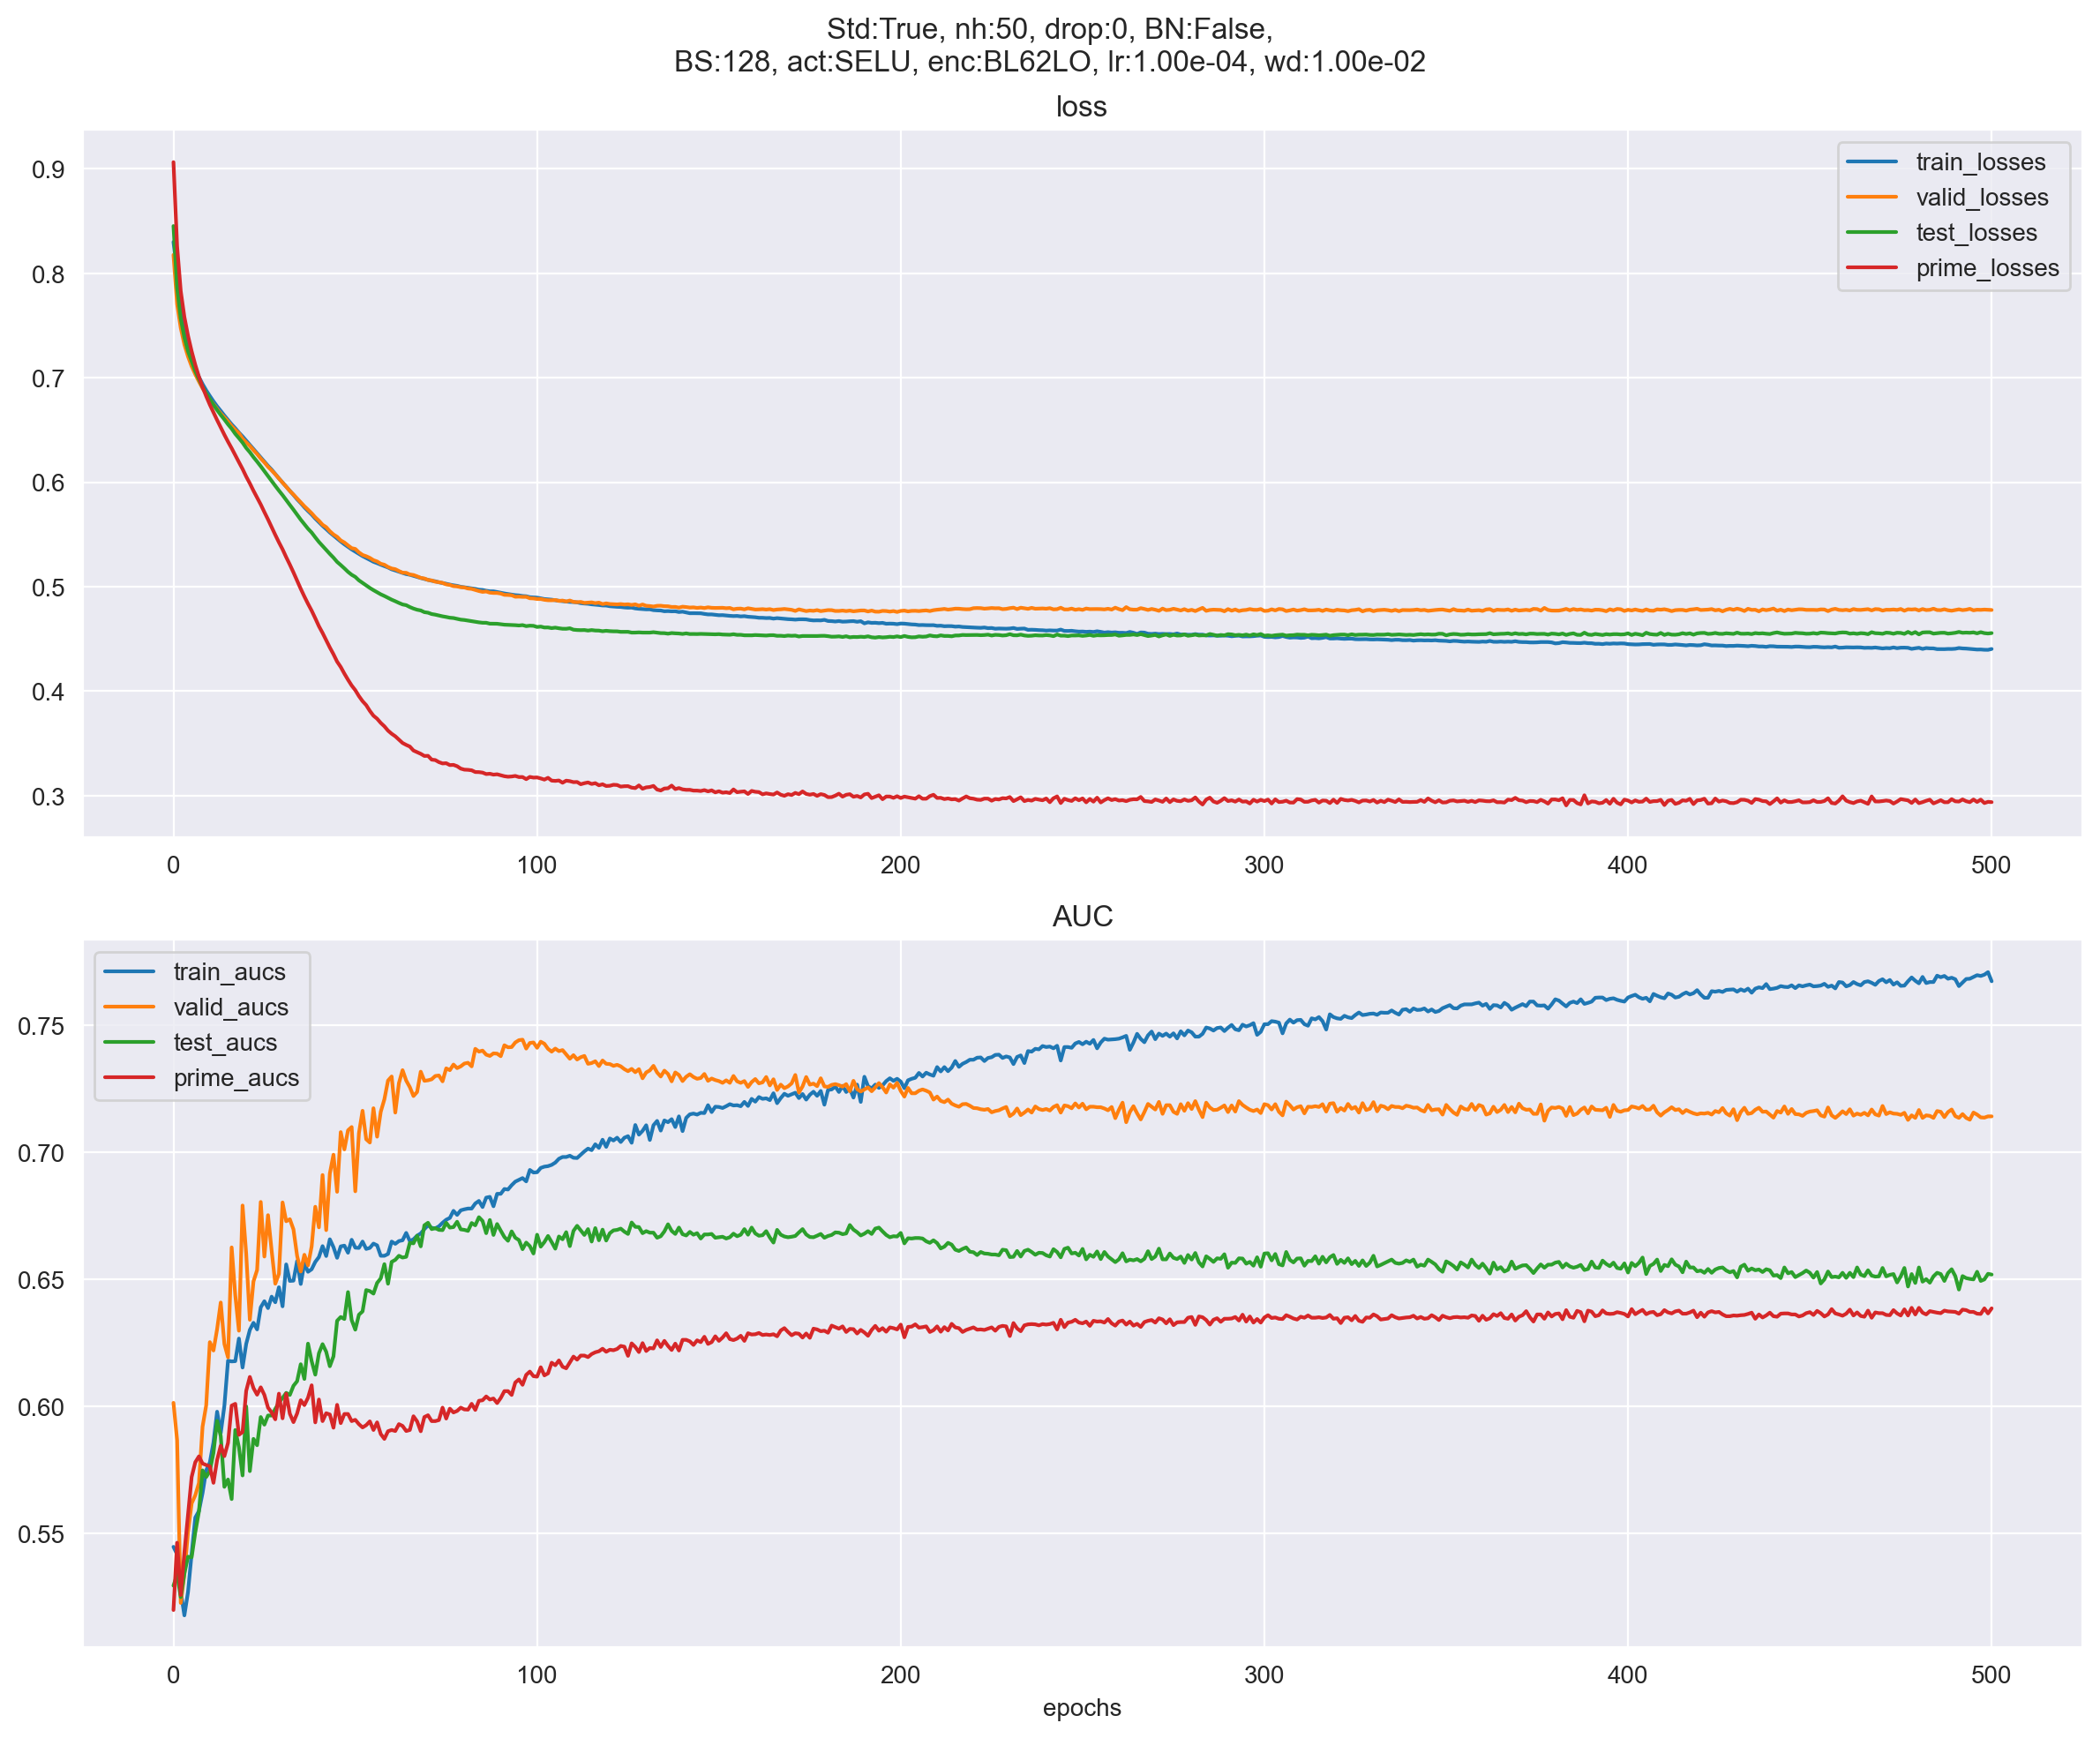 Std:True, nh:50, drop:0, BN:False,
BS:128, act:SELU, enc:BL62LO, lr:1.00e-04, wd:1.00e-02
loss
0.9
0.8
0.7
0.6
0.5
0.4
0.3
train_losses
valid_losses
test_losses
prime_losses
0 100 200 300 400 500
AUC
train_aucs
valid_aucs
test_aucs
prime_aucs
0.75
0.70
0.65
0.60
0.55
0 100 200 300 400 500
epochs